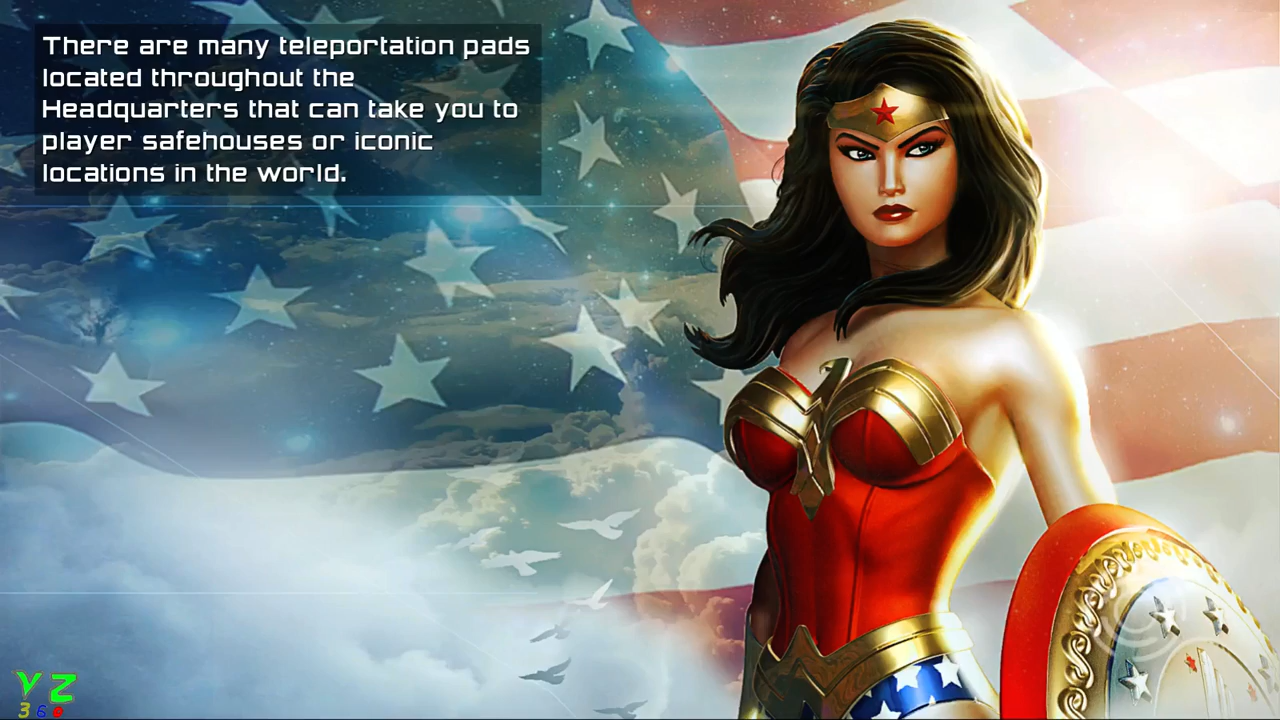 There are many teleportation pads
located throughout the
Headquarters that can take you to
player safehouses or iconic
locations in the world.
YZ
360